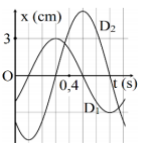 x (cm)
D₂
3
O
0,4
t (s)
D₁